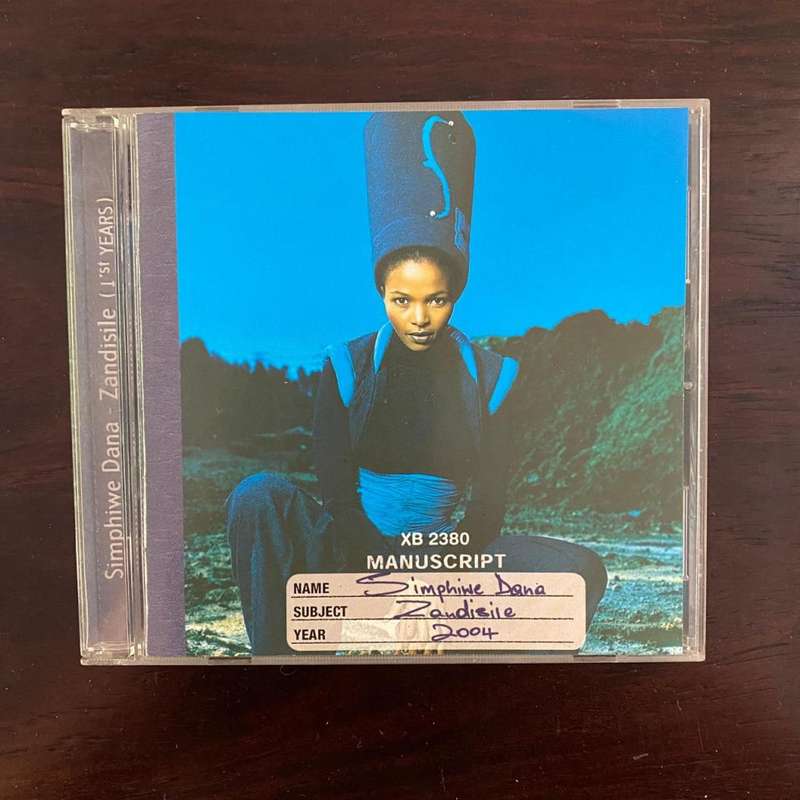 Simphiwe Dana - Zandisile (1'st YEARS)
XB 2380
MANUSCRIPT
NAME Simphiwe Dana
SUBJECT Zandisile
YEAR 2004